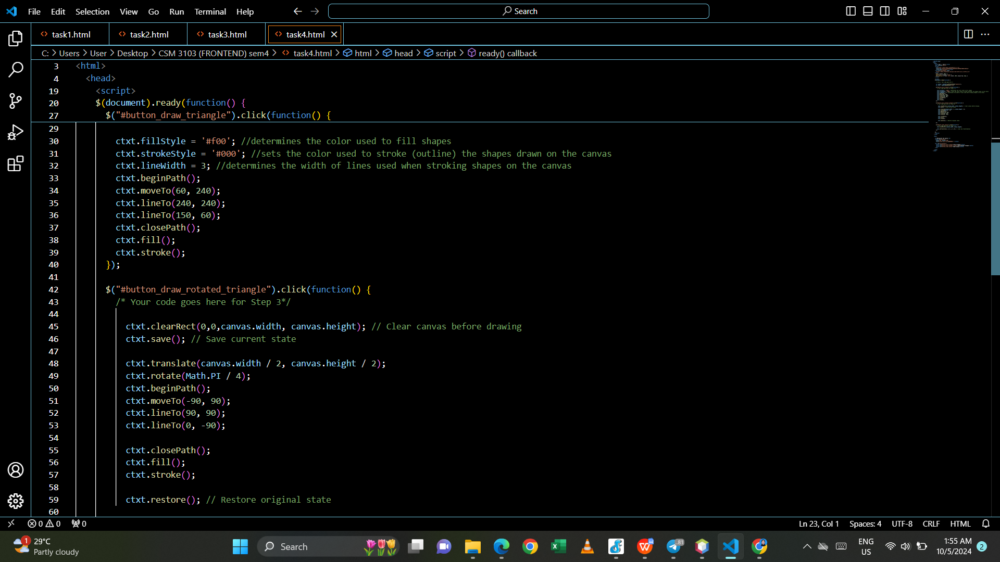 File Edit Selection View Go Run Terminal Help
Search
task1.html task2.html task3.html task4.html
C: > Users > User > Desktop > CSM 3103 (FRONTEND) sem4 > task4.html > html > head > script > ready() callback
3 <html>
4 <head>
19 <script>
20 $(document).ready(function() {
27 $("#button_draw_triangle").click(function() {
29
30 ctxt.fillStyle = '#f00'; //determines the color used to fill shapes
31 ctxt.strokeStyle = '#000'; //sets the color used to stroke (outline) the shapes drawn on the canvas
32 ctxt.lineWidth = 3; //determines the width of lines used when stroking shapes on the canvas
33 ctxt.beginPath();
34 ctxt.moveTo(60, 240);
35 ctxt.lineTo(240, 240);
36 ctxt.lineTo(150, 60);
37 ctxt.closePath();
38 ctxt.fill();
39 ctxt.stroke();
40 });
41
42 $("#button_draw_rotated_triangle").click(function() {
43 /* Your code goes here for Step 3*/
44
45 ctxt.clearRect(0,0,canvas.width, canvas.height); // Clear canvas before drawing
46 ctxt.save(); // Save current state
47
48 ctxt.translate(canvas.width / 2, canvas.height / 2);
49 ctxt.rotate(Math.PI / 4);
50 ctxt.beginPath();
51 ctxt.moveTo(-90, 90);
52 ctxt.lineTo(90, 90);
53 ctxt.lineTo(0, -90);
54
55 ctxt.closePath();
56 ctxt.fill();
57 ctxt.stroke();
58
59 ctxt.restore(); // Restore original state
60
0 0 0 Ln 23, Col 1 Spaces: 4 UTF-8 CRLF HTML
1 29°C
Partly cloudy
Search
81
ENG
US
1:55 AM
10/5/2024
2